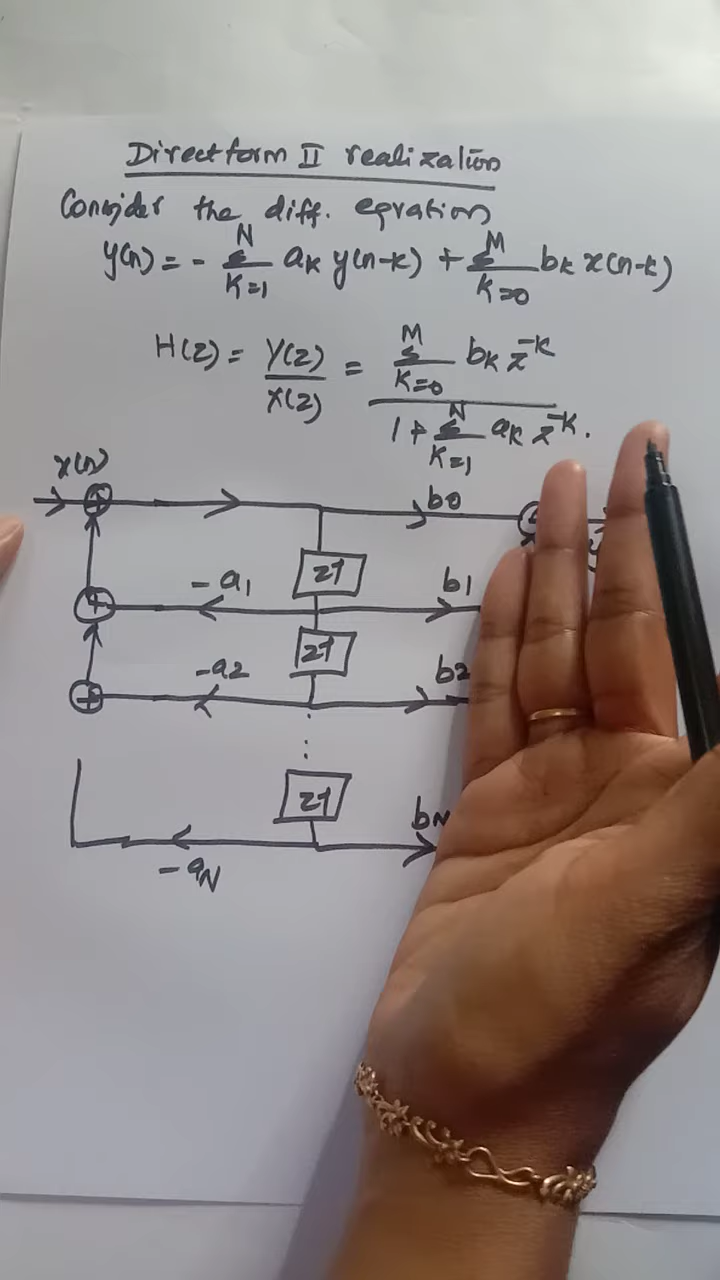 Direct form II realization
Consider the diff. equation
y(n) = - Σ_{k=1}^{N} a_k y(n-k) + Σ_{k=0}^{M} b_k x(n-k)
H(z) = Y(z)/X(z) = Σ_{k=0}^{M} b_k z^{-k} / 1 + Σ_{k=1}^{N} a_k z^{-k}.
x(n)
b0
z-1
-a1 b1
z-1
-a2 b2
z-1
-aN bN